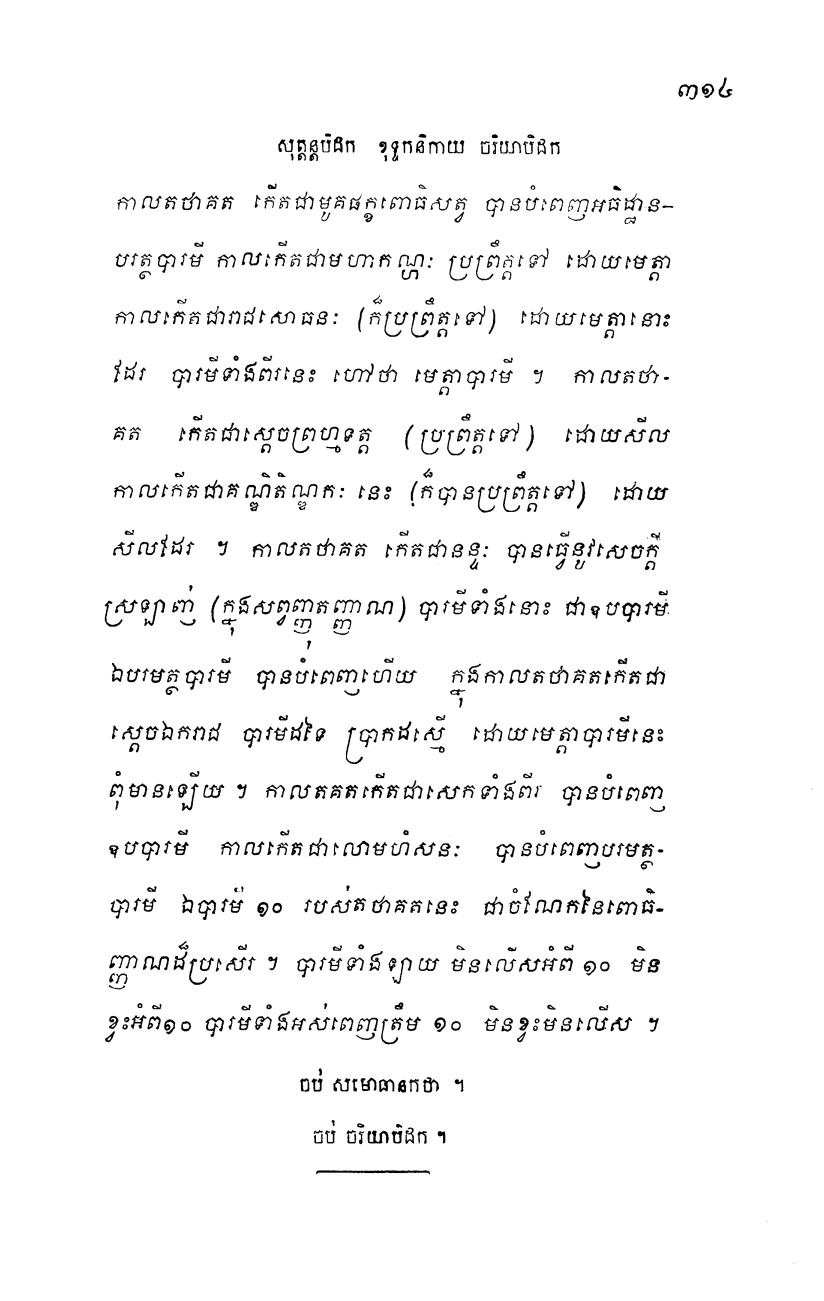 ៣១៤
សុត្តន្តបិដក ខុទ្ទកនិកាយ ចរិយាបិដក
កាលតថាគត កើតជាមូគផក្ខពោធិសត្វ បានបំពេញអធិដ្ឋាន-
បរត្ថបារមី កាលកើតជាមហាកណ្ហៈ ប្រព្រឹត្តទៅ ដោយមេត្តា
កាលកើតជារាជសោធនៈ (ក៏ប្រព្រឹត្តទៅ) ដោយមេត្តានោះ
ដែរ បារមីទាំងពីរនេះ ហៅថា មេត្តាបារមី ។ កាលតថា-
គត កើតជាស្តេចព្រហ្មទត្ត (ប្រព្រឹត្តទៅ) ដោយសីល
កាលកើតជាគណ្ឌិតិណ្ឌកៈ នេះ (ក៏បានប្រព្រឹត្តទៅ) ដោយ
សីលដែរ ។ កាលតថាគត កើតជានន្ទៈ បានធ្វើនូវសេចក្តី
ស្រឡាញ់ (ក្នុងសព្វញ្ញុតញ្ញាណ) បារមីទាំងនោះ ជាឧបបារមី
ឯបរមត្ថបារមី បានបំពេញហើយ ក្នុងកាលតថាគតកើតជា
ស្តេចឯករាជ បារមីដទៃ ប្រាកដស្មើ ដោយមេត្តាបារមីនេះ
ពុំមានឡើយ ។ កាលតគតកើតជាសេកទាំងពីរ បានបំពេញ
ឧបបារមី កាលកើតជាលោមហំសនៈ បានបំពេញបរមត្ថ-
បារមី ឯបារមី ១០ របស់តថាគតនេះ ជាចំណែកនៃពោធិ-
ញ្ញាណដ៏ប្រសើរ ។ បារមីទាំងឡាយ មិនលើសអំពី ១០ មិន
ខ្វះអំពី១០ បារមីទាំងអស់ពេញត្រឹម ១០ មិនខ្វះមិនលើស ។
ចប់ សមោធានកថា ។
ចប់ ចរិយាបិដក ។